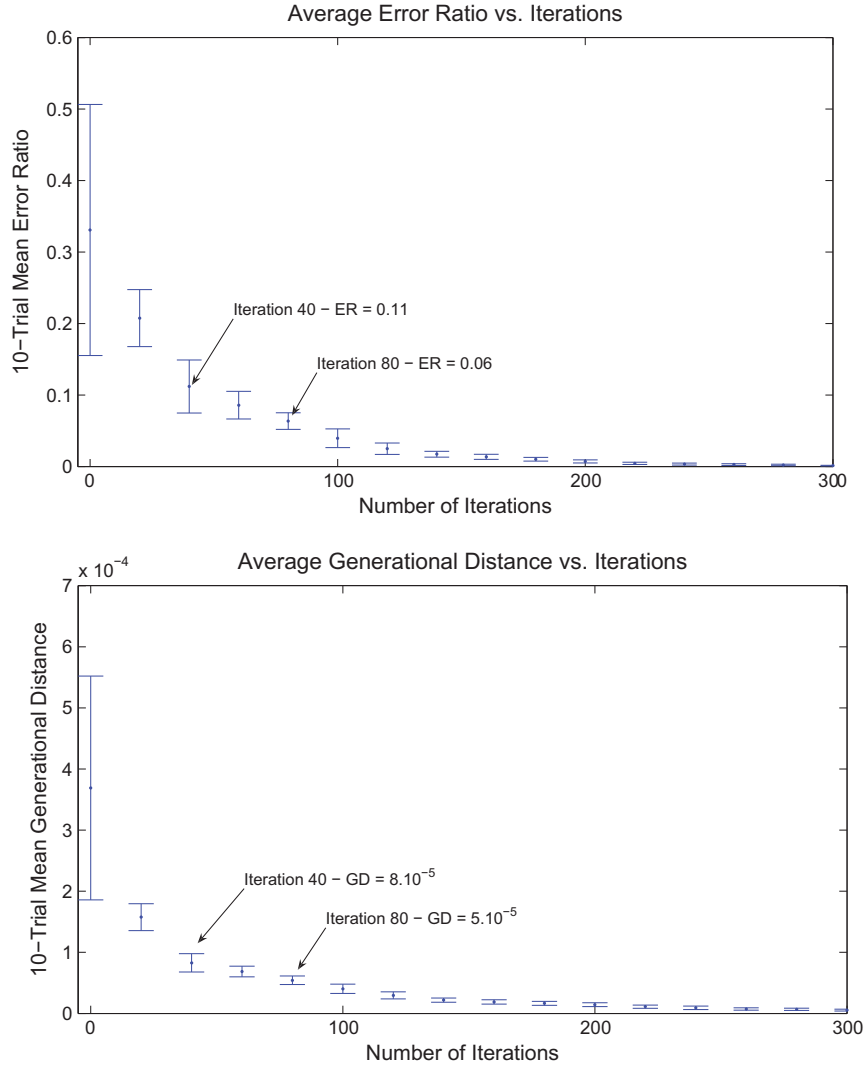 Average Error Ratio vs. Iterations
0.6
0.5
0.4
0.3
0.2
0.1
0
10−Trial Mean Error Ratio
Iteration 40 − ER = 0.11
Iteration 80 − ER = 0.06
0 100 200 300
Number of Iterations
Average Generational Distance vs. Iterations
x 10⁻⁴
7
6
5
4
3
2
1
0
10−Trial Mean Generational Distance
Iteration 40 − GD = 8.10⁻⁵
Iteration 80 − GD = 5.10⁻⁵
0 100 200 300
Number of Iterations